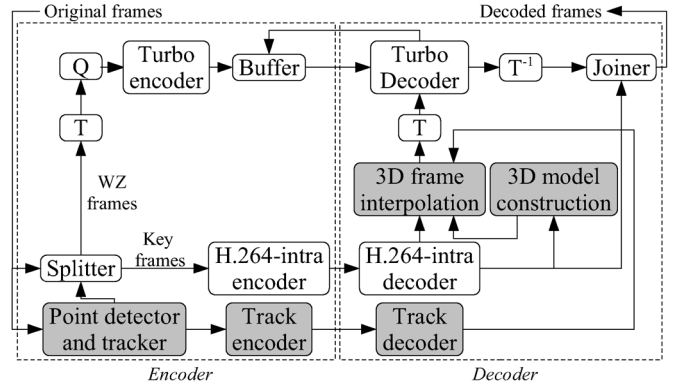 Original frames
Decoded frames
Q
Turbo
encoder
Buffer
Turbo
Decoder
T-1
Joiner
T
T
WZ
frames
3D frame
interpolation
3D model
construction
Key
frames
Splitter
H.264-intra
encoder
H.264-intra
decoder
Point detector
and tracker
Track
encoder
Track
decoder
Encoder
Decoder